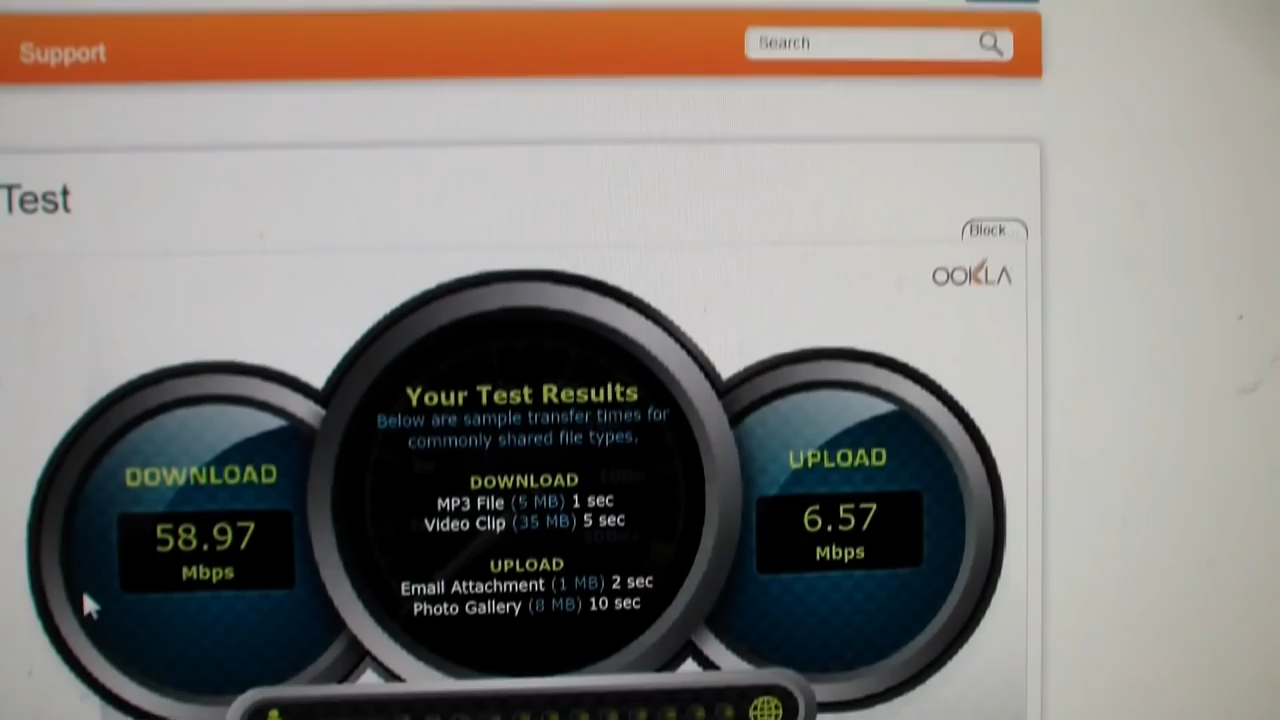 Support
Search
Test
Block...
OOKLA
Your Test Results
Below are sample transfer times for
commonly shared file types.
DOWNLOAD
MP3 File (5 MB) 1 sec
Video Clip (35 MB) 5 sec
UPLOAD
Email Attachment (1 MB) 2 sec
Photo Gallery (8 MB) 10 sec
DOWNLOAD
58.97
Mbps
UPLOAD
6.57
Mbps